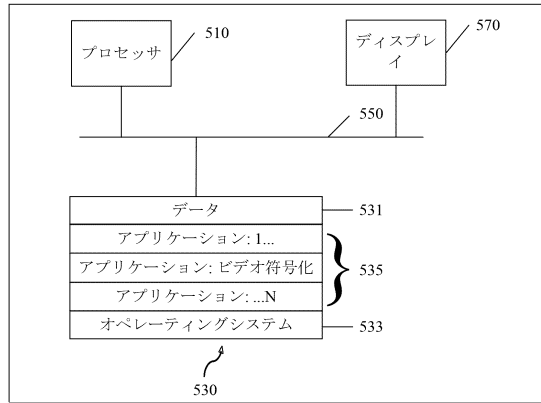 プロセッサ
510
ディスプレ
イ
570
550
データ
531
アプリケーション: 1...
アプリケーション: ビデオ符号化
535
アプリケーション: ...N
オペレーティングシステム
533
530